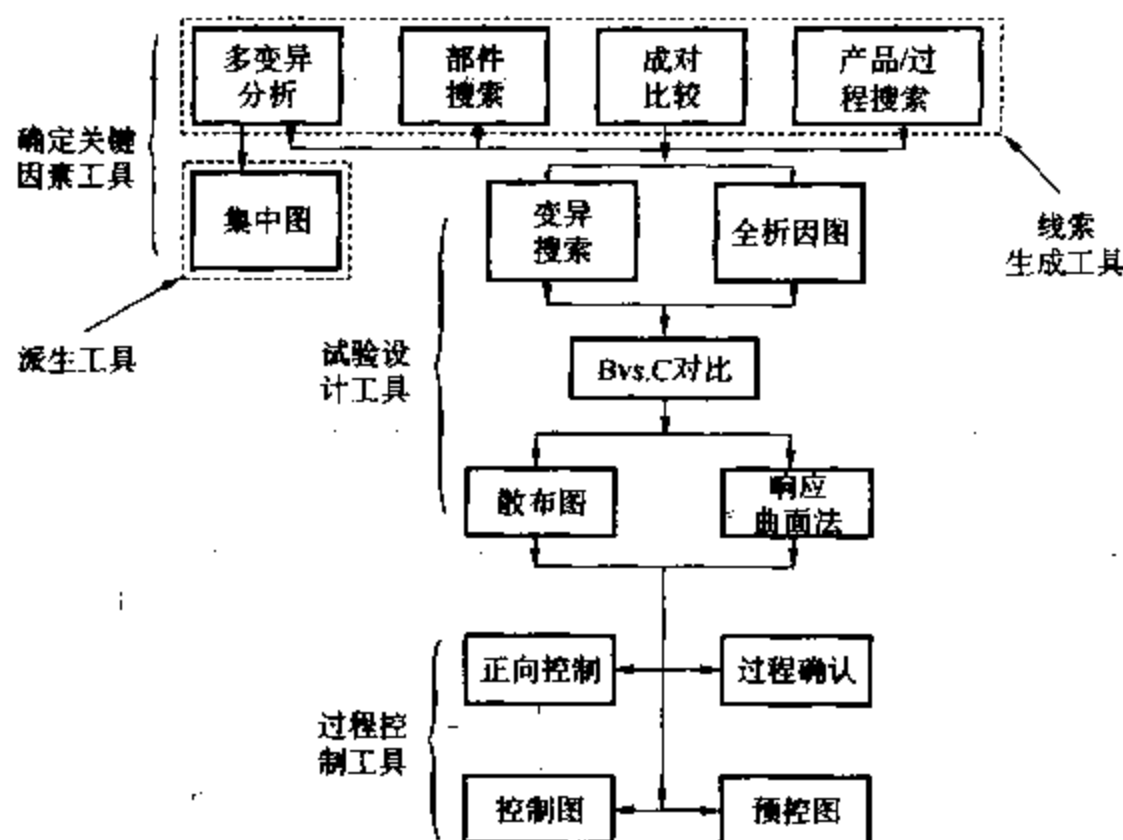 多变异
分析
部件
搜索
成对
比较
产品/过
程搜索
确定关键
因素工具
集中图
变异
搜索
全析因图
线索
生成工具
派生工具
试验设
计工具
Bvs.C对比
散布图
响应
曲面法
正向控制
过程确认
过程控
制工具
控制图
预控图